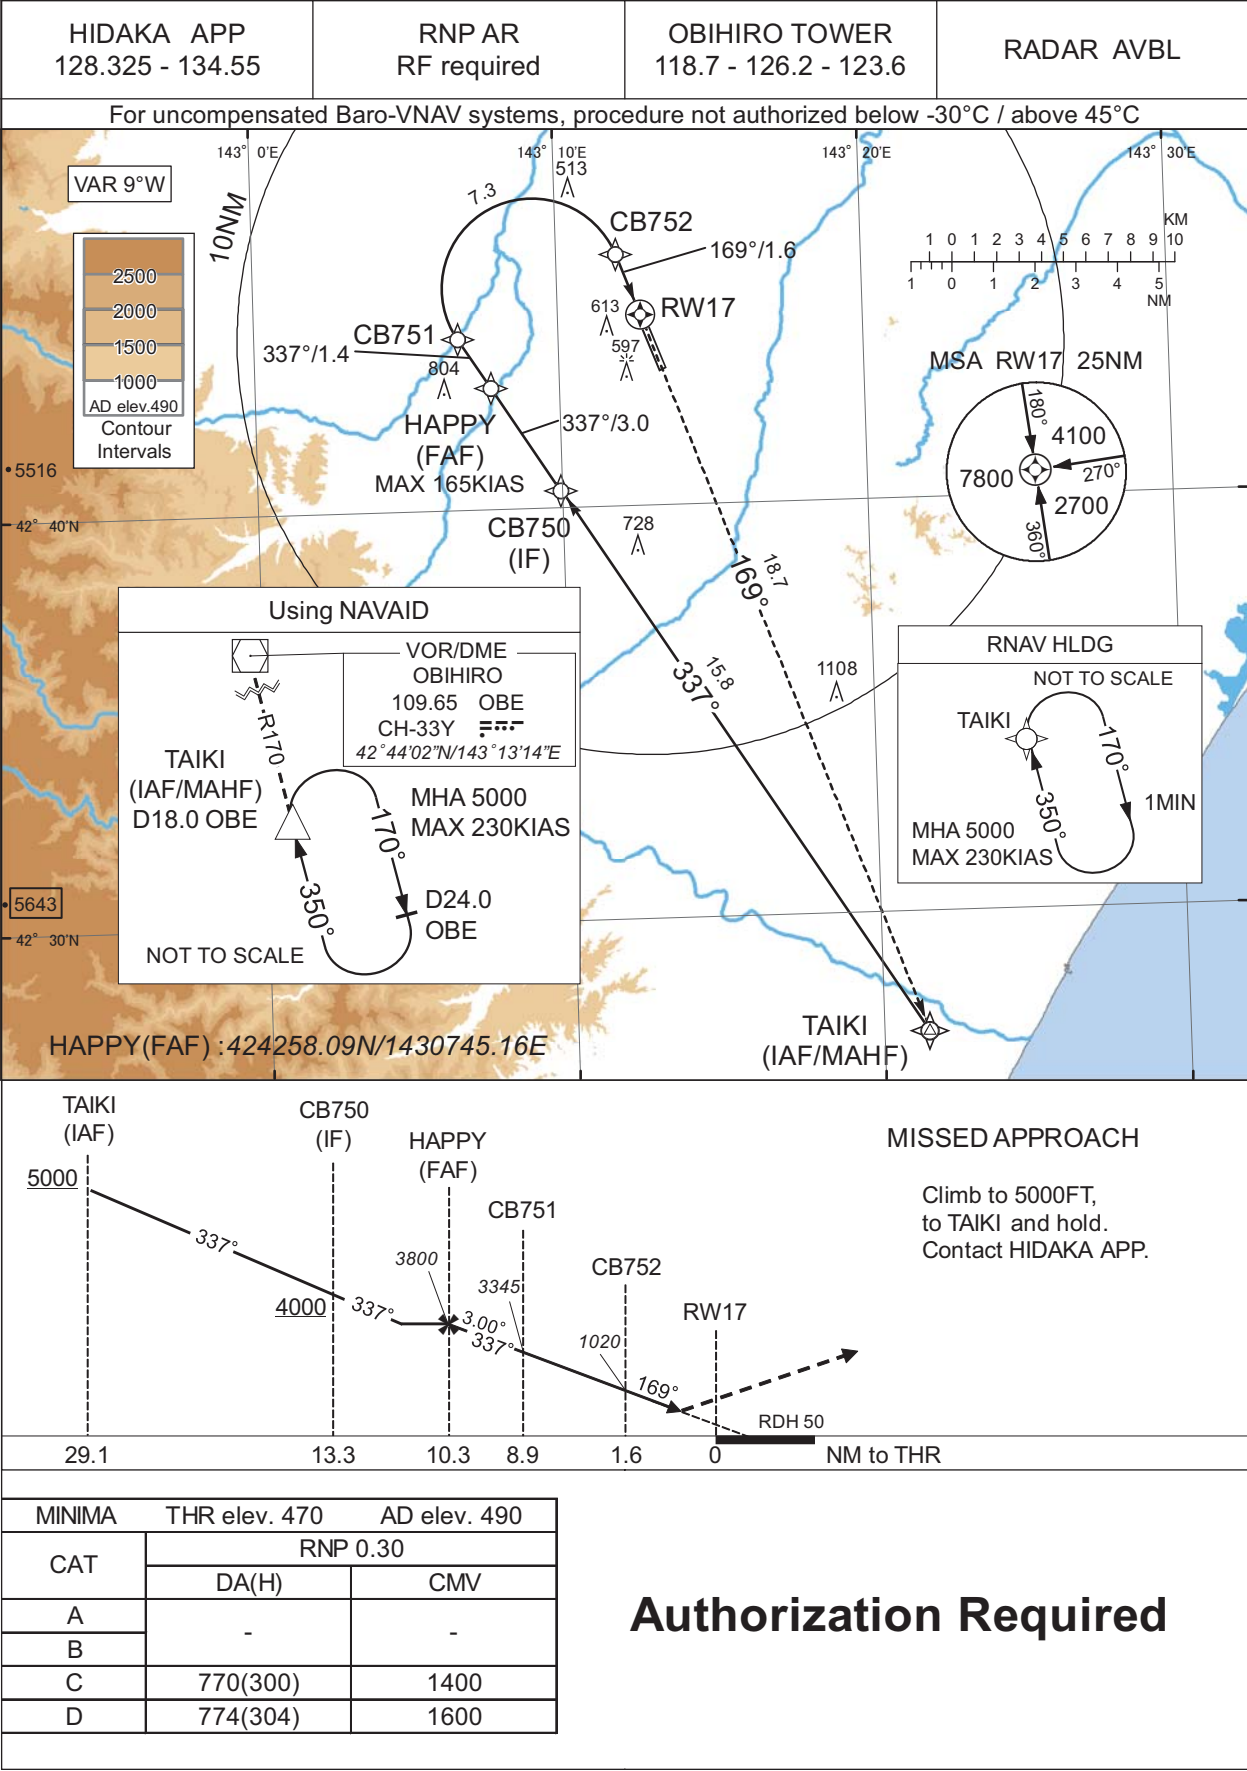 HIDAKA APP
128.325 - 134.55
RNP AR
RF required
OBIHIRO TOWER
118.7 - 126.2 - 123.6
RADAR AVBL
For uncompensated Baro-VNAV systems, procedure not authorized below -30°C / above 45°C
143° 0'E
143° 10'E
143° 20'E
143° 30'E
VAR 9°W
10NM
2500
2000
1500
1000
AD elev.490
Contour
Intervals
7.3
513
CB752
169°/1.6
RW17
613
597
CB751
337°/1.4
804
HAPPY
(FAF)
MAX 165KIAS
337°/3.0
CB750
(IF)
728
KM
1 0 1 2 3 4 5 6 7 8 9 10
1 0 1 2 3 4 5
NM
MSA RW17 25NM
180°
4100
270°
7800
2700
360°
5516
42° 40'N
18.7
169°
15.8
337°
1108
Using NAVAID
VOR/DME
OBIHIRO
109.65 OBE
CH-33Y
42°44'02"N/143°13'14"E
R170
TAIKI
(IAF/MAHF)
D18.0 OBE
MHA 5000
MAX 230KIAS
170°
350°
D24.0
OBE
NOT TO SCALE
RNAV HLDG
NOT TO SCALE
TAIKI
170°
1MIN
350°
MHA 5000
MAX 230KIAS
5643
42° 30'N
TAIKI
(IAF/MAHF)
HAPPY(FAF) :424258.09N/1430745.16E
TAIKI
(IAF)
CB750
(IF)
HAPPY
(FAF)
CB751
CB752
RW17
5000
337°
4000
337°
3800
3.00°
337°
3345
1020
169°
RDH 50
29.1
13.3
10.3
8.9
1.6
0
NM to THR
MISSED APPROACH
Climb to 5000FT,
to TAIKI and hold.
Contact HIDAKA APP.
MINIMA THR elev. 470 AD elev. 490
CAT
RNP 0.30
DA(H) CMV
A
B
- -
C 770(300) 1400
D 774(304) 1600
Authorization Required